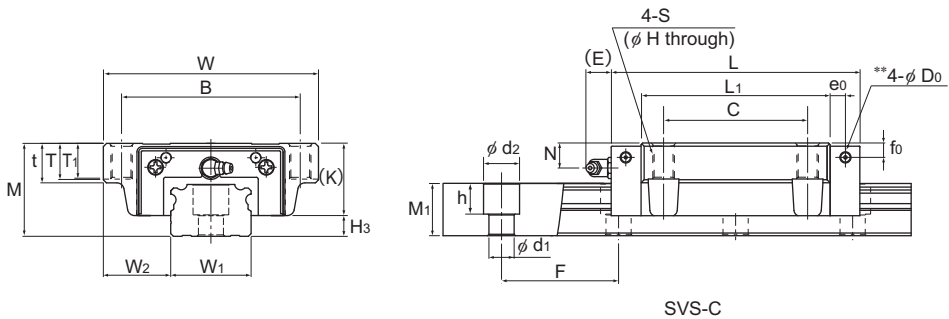 W
B
t
T
T1
M
(K)
H3
W2
W1
4-S
(φ H through)
(E)
L
L1
C
e0
**4-φ D0
N
f0
φ d2
h
M1
φ d1
F
SVS-C